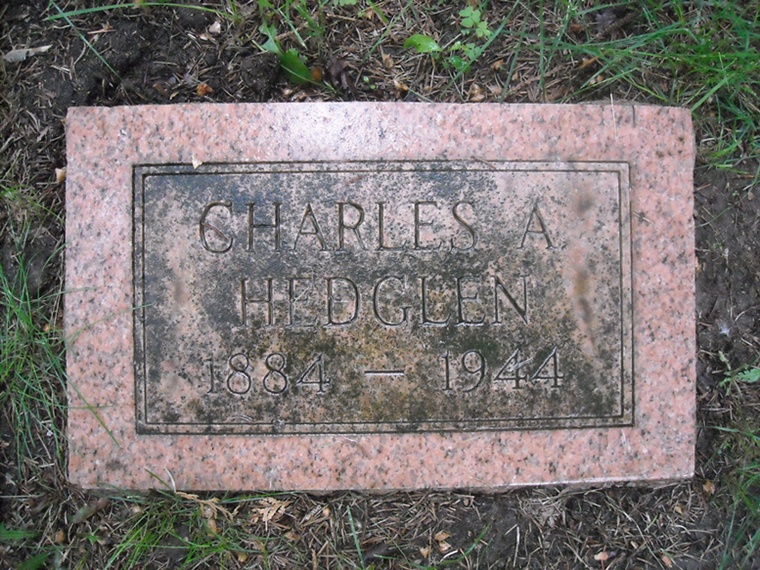 CHARLES A
HEDGLEN
1884 — 1944